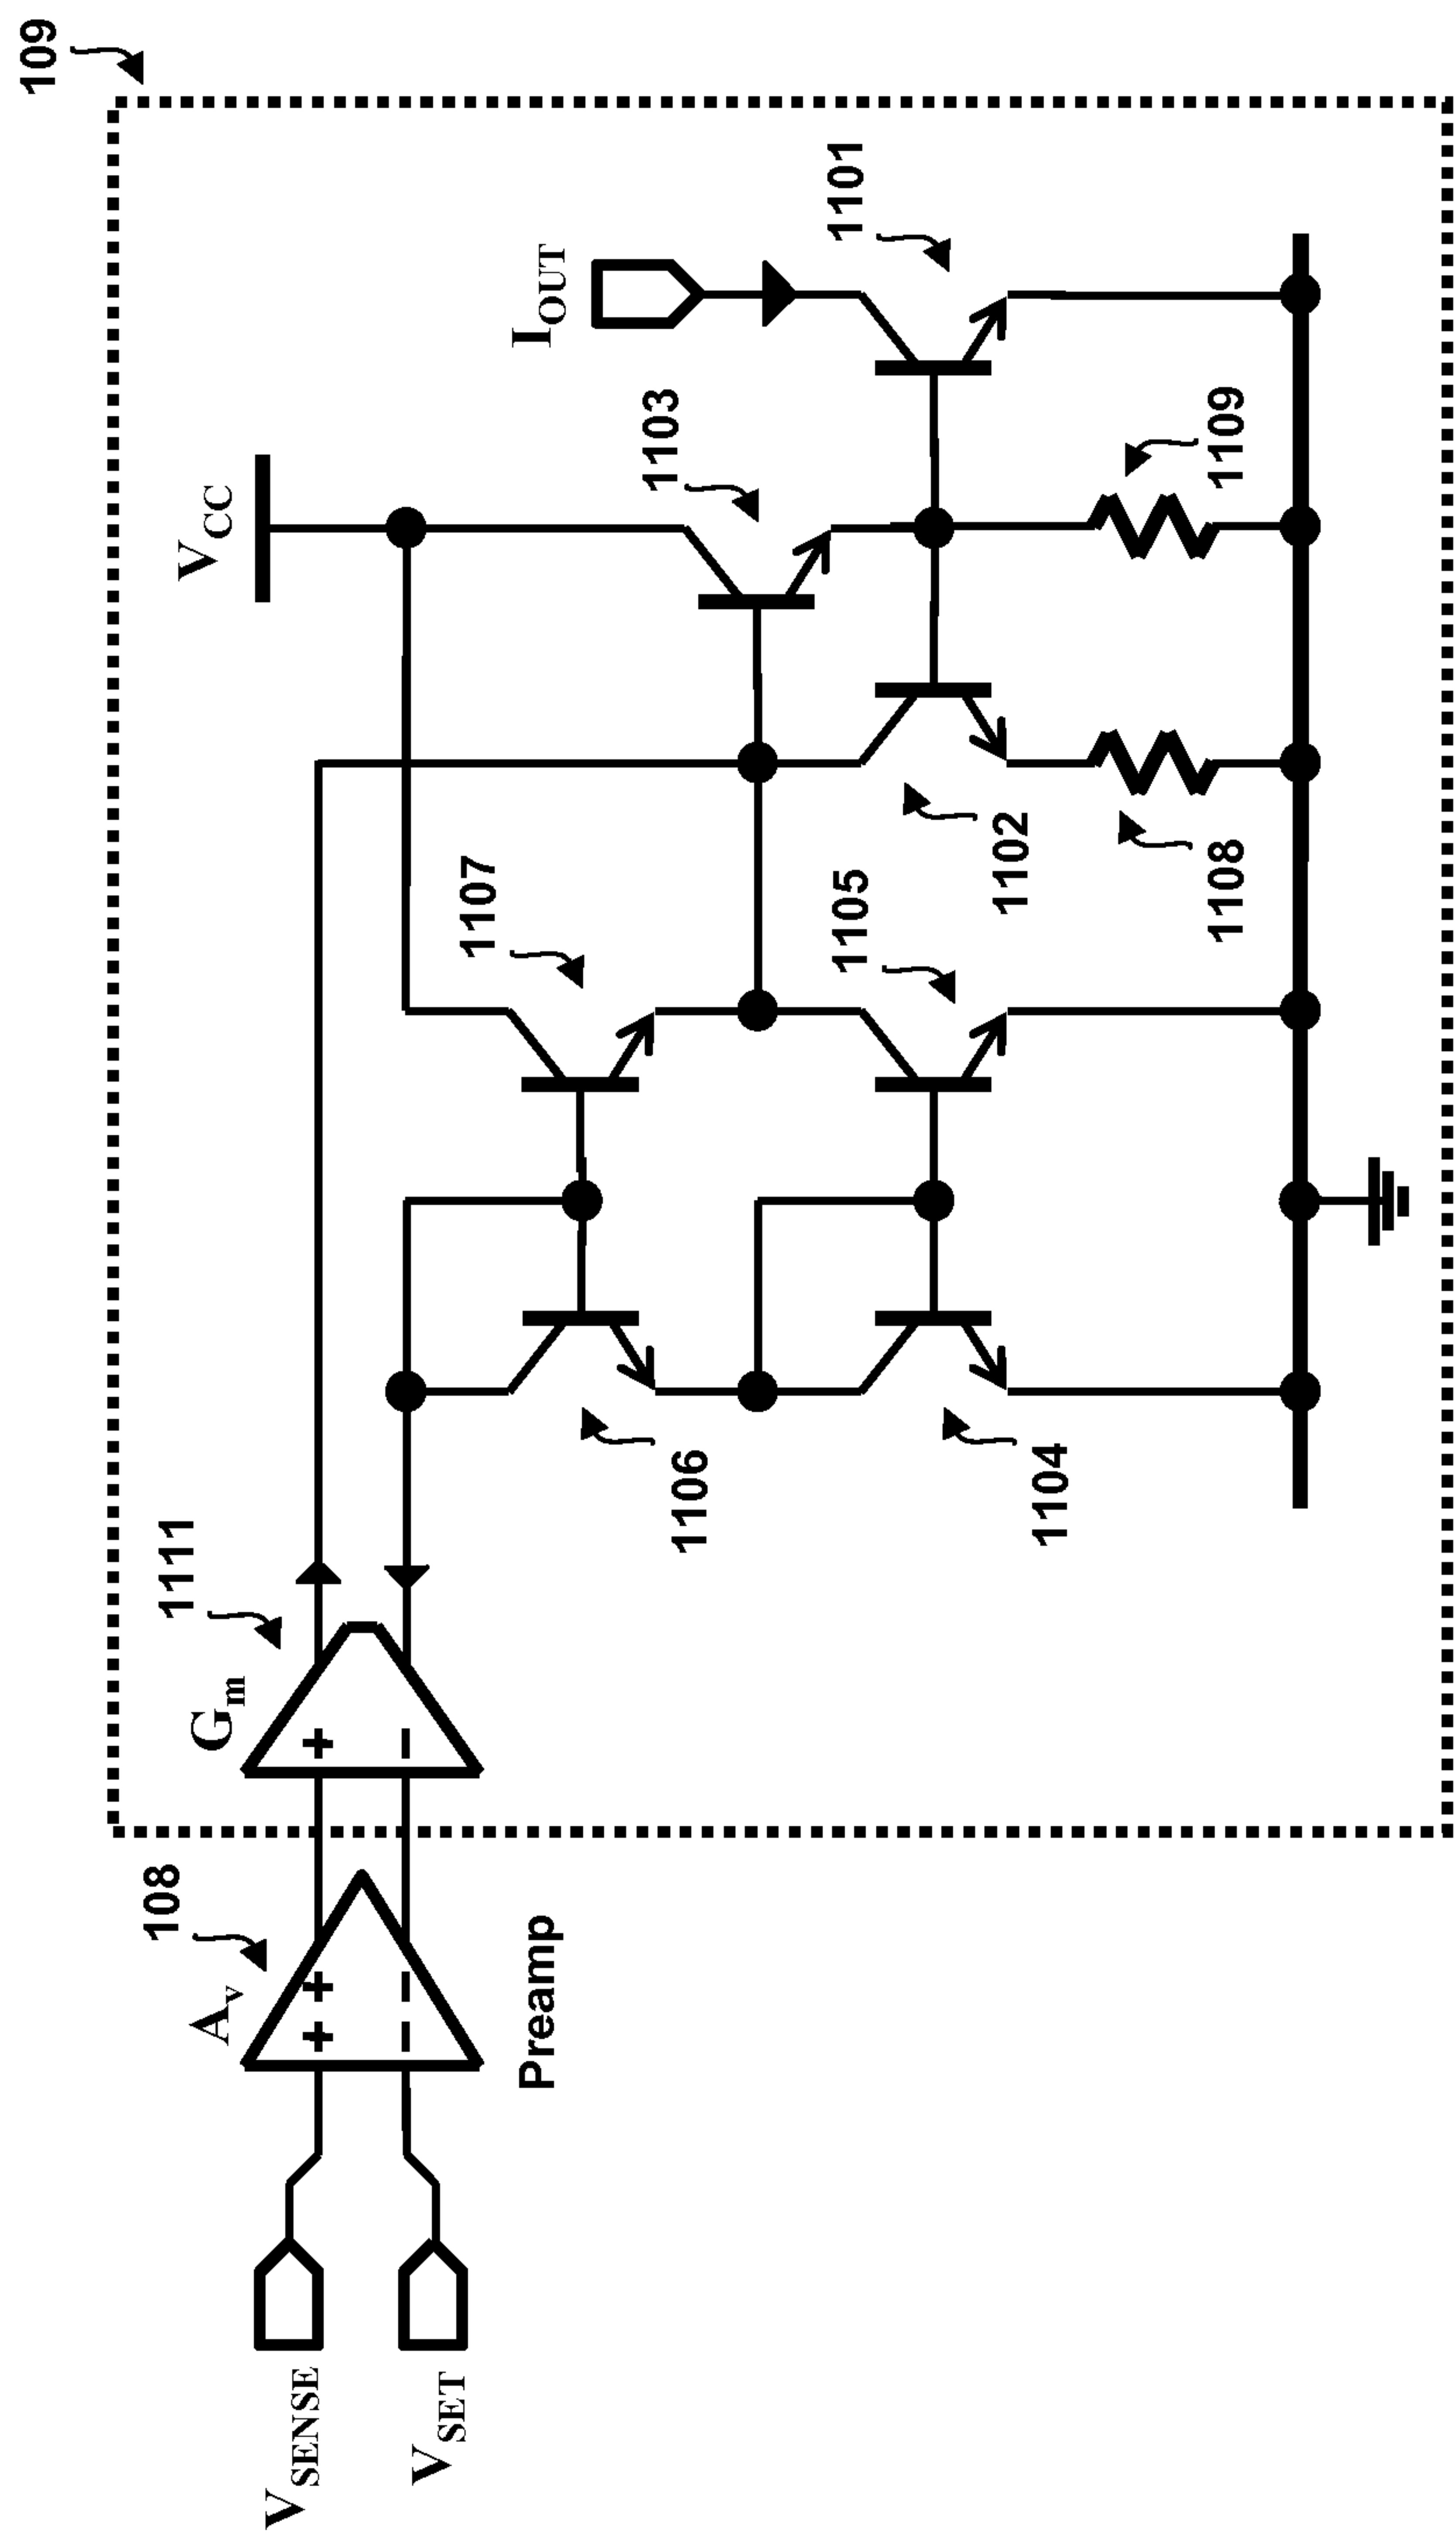 109
V_CC
I_OUT
1101
1103
1109
1107
1105
1102
1108
1111
G_m
+
−
1106
1104
108
A_v
+ +
− −
Preamp
V_SENSE
V_SET